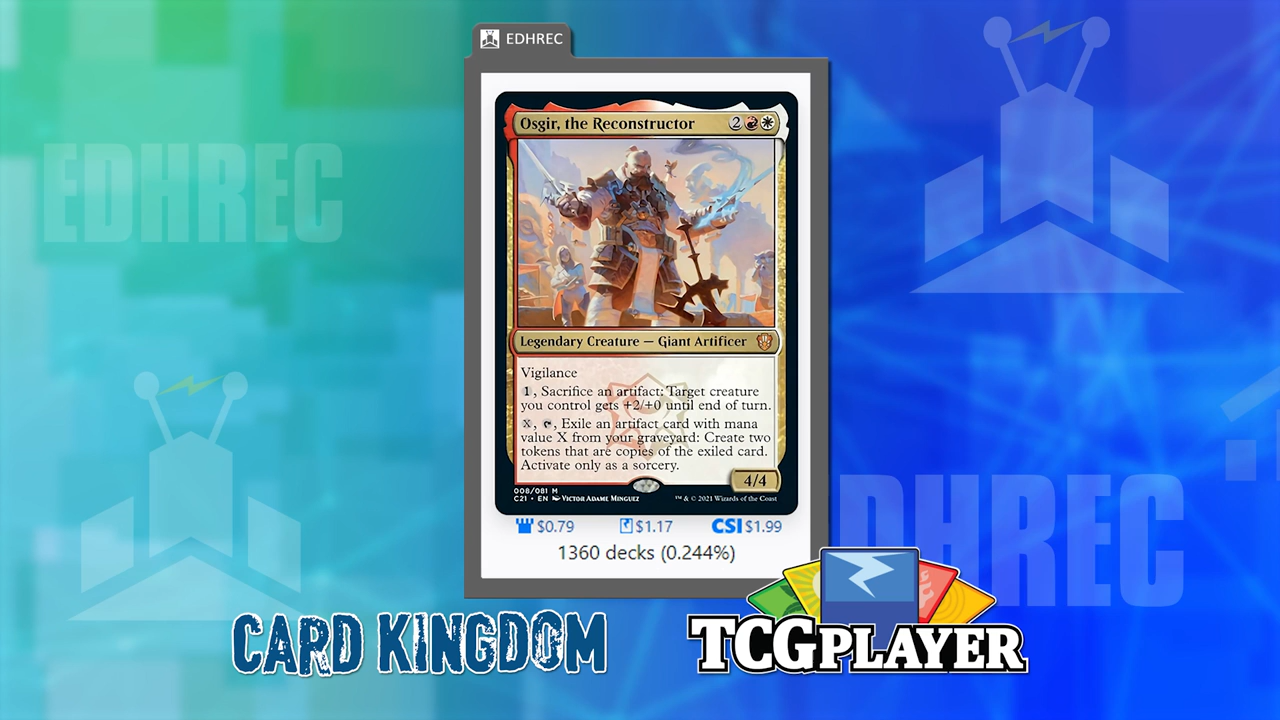 EDHREC
Osgir, the Reconstructor 2
EDHREC
Legendary Creature — Giant Artificer
Vigilance
1, Sacrifice an artifact: Target creature
you control gets +2/+0 until end of turn.
X, , Exile an artifact card with mana
value X from your graveyard: Create two
tokens that are copies of the exiled card.
Activate only as a sorcery.
4/4
008/081 M
C21 • EN VICTOR ADAME MINGUEZ ™ & © 2021 Wizards of the Coast
$0.79 $1.17 CSI $1.99
1360 decks (0.244%)
DHREC
CARD KINGDOM
TCGPLAYER